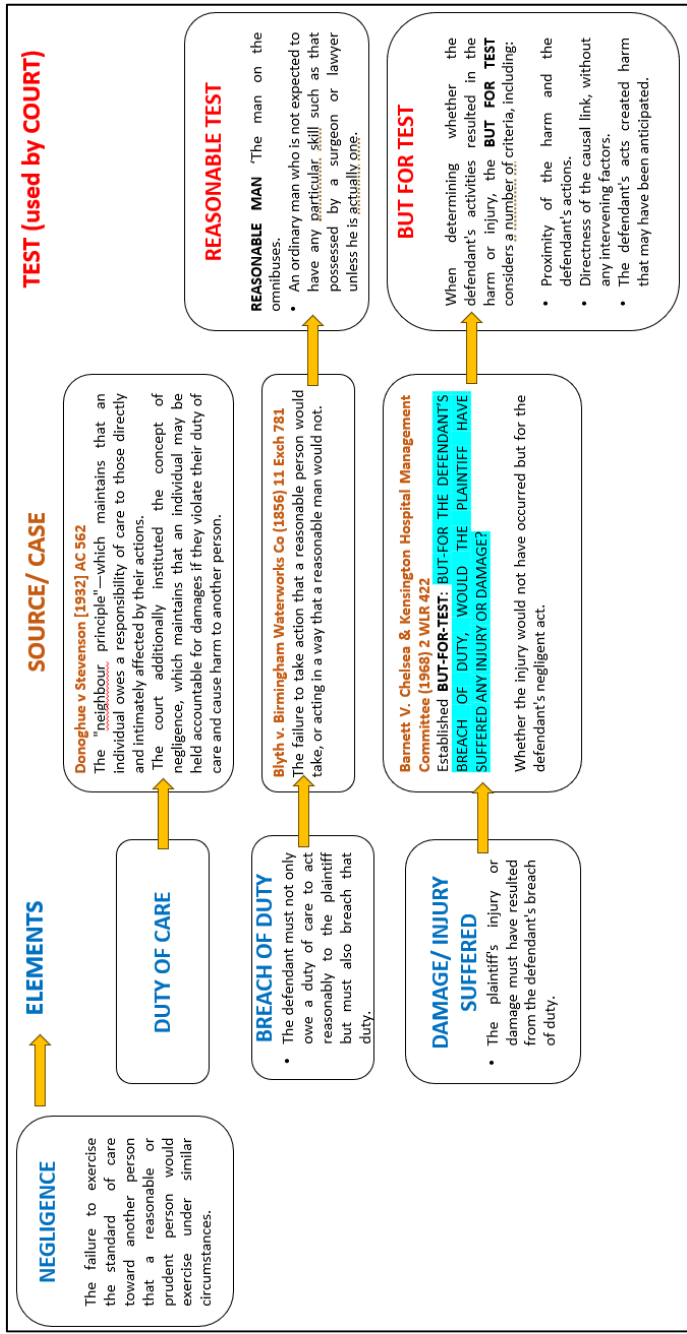 NEGLIGENCE
The failure to exercise
the standard of care
toward another person
that a reasonable or
prudent person would
exercise under similar
circumstances.
ELEMENTS
DUTY OF CARE
BREACH OF DUTY
• The defendant must not only
owe a duty of care to act
reasonably to the plaintiff
but must also breach that
duty.
DAMAGE/ INJURY
SUFFERED
• The plaintiff's injury or
damage must have resulted
from the defendant's breach
of duty.
SOURCE/ CASE
Donoghue v Stevenson [1932] AC 562
The "neighbour principle"—which maintains that an
individual owes a responsibility of care to those directly
and intimately affected by their actions.
The court additionally instituted the concept of
negligence, which maintains that an individual may be
held accountable for damages if they violate their duty of
care and cause harm to another person.
Blyth v. Birmingham Waterworks Co (1856) 11 Exch 781
The failure to take action that a reasonable person would
take, or acting in a way that a reasonable man would not.
Barnett V. Chelsea & Kensington Hospital Management
Committee (1968) 2 WLR 422
Established BUT-FOR-TEST: BUT-FOR THE DEFENDANT'S
BREACH OF DUTY, WOULD THE PLAINTIFF HAVE
SUFFERED ANY INJURY OR DAMAGE?
Whether the injury would not have occurred but for the
defendant's negligent act.
TEST (used by COURT)
REASONABLE TEST
REASONABLE MAN 'The man on the
omnibuses.
• An ordinary man who is not expected to
have any particular skill such as that
possessed by a surgeon or lawyer
unless he is actually one.
BUT FOR TEST
When determining whether the
defendant's activities resulted in the
harm or injury, the BUT FOR TEST
considers a number of criteria, including:
• Proximity of the harm and the
defendant's actions.
• Directness of the causal link, without
any intervening factors.
• The defendant's acts created harm
that may have been anticipated.